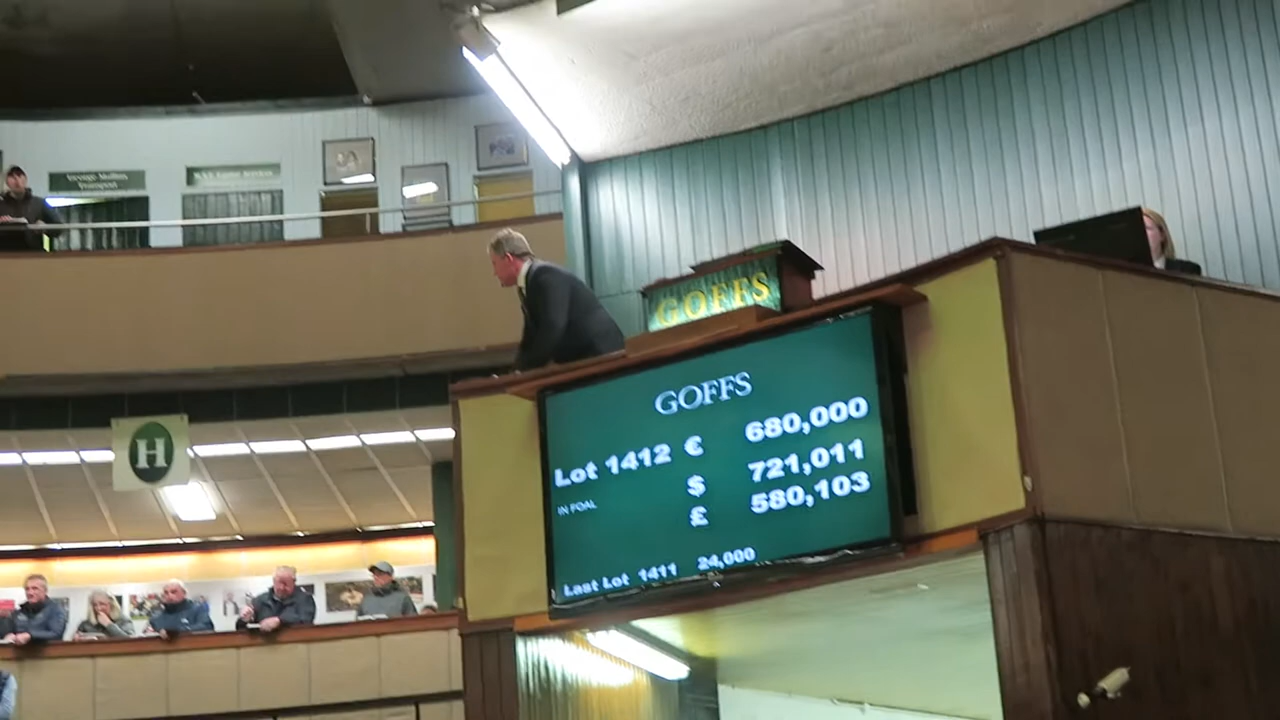 GOFFS
GOFFS
Lot 1412 € 680,000
IN FOAL $ 721,011
£ 580,103
Last Lot 1411 24,000
H